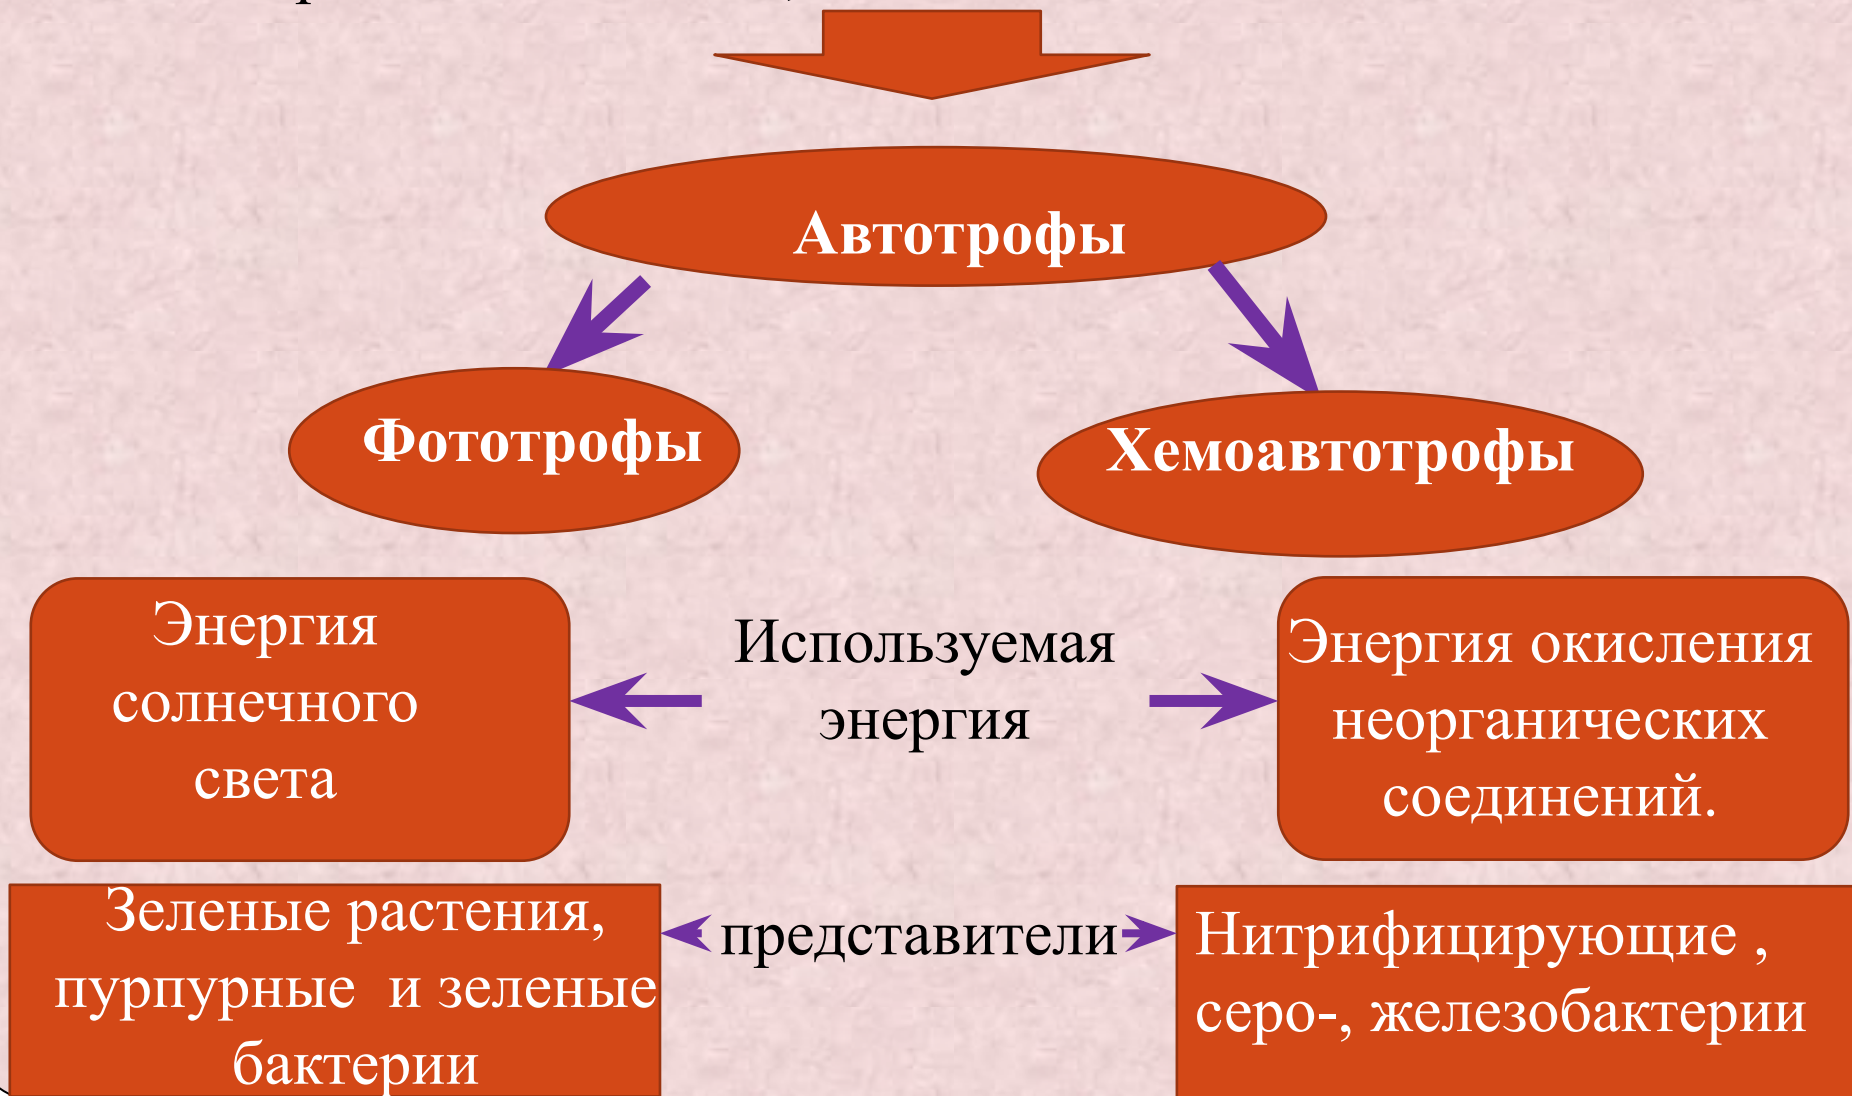 Автотрофы
Фототрофы
Хемоавтотрофы
Энергия
солнечного
света
Используемая
энергия
Энергия окисления
неорганических
соединений.
Зеленые растения,
пурпурные и зеленые
бактерии
представители
Нитрифицирующие ,
серо-, железобактерии